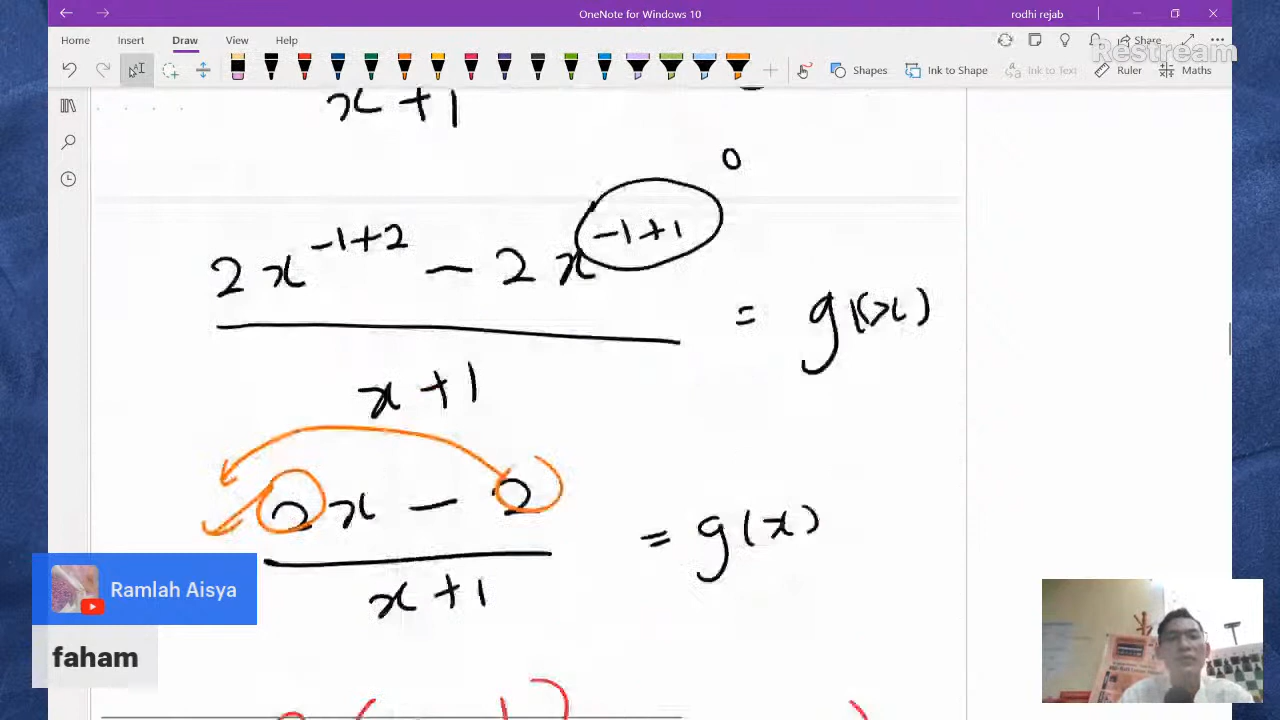 OneNote for Windows 10
rodhi rejab
Home Insert Draw View Help
Share
Restream
Shapes Ink to Shape Ink to Text Ruler Maths
x + 1
0
2x^{-1+2} - 2x^{-1+1}
= g(x)
x + 1
2x - 2
= g(x)
x + 1
Ramlah Aisya
faham